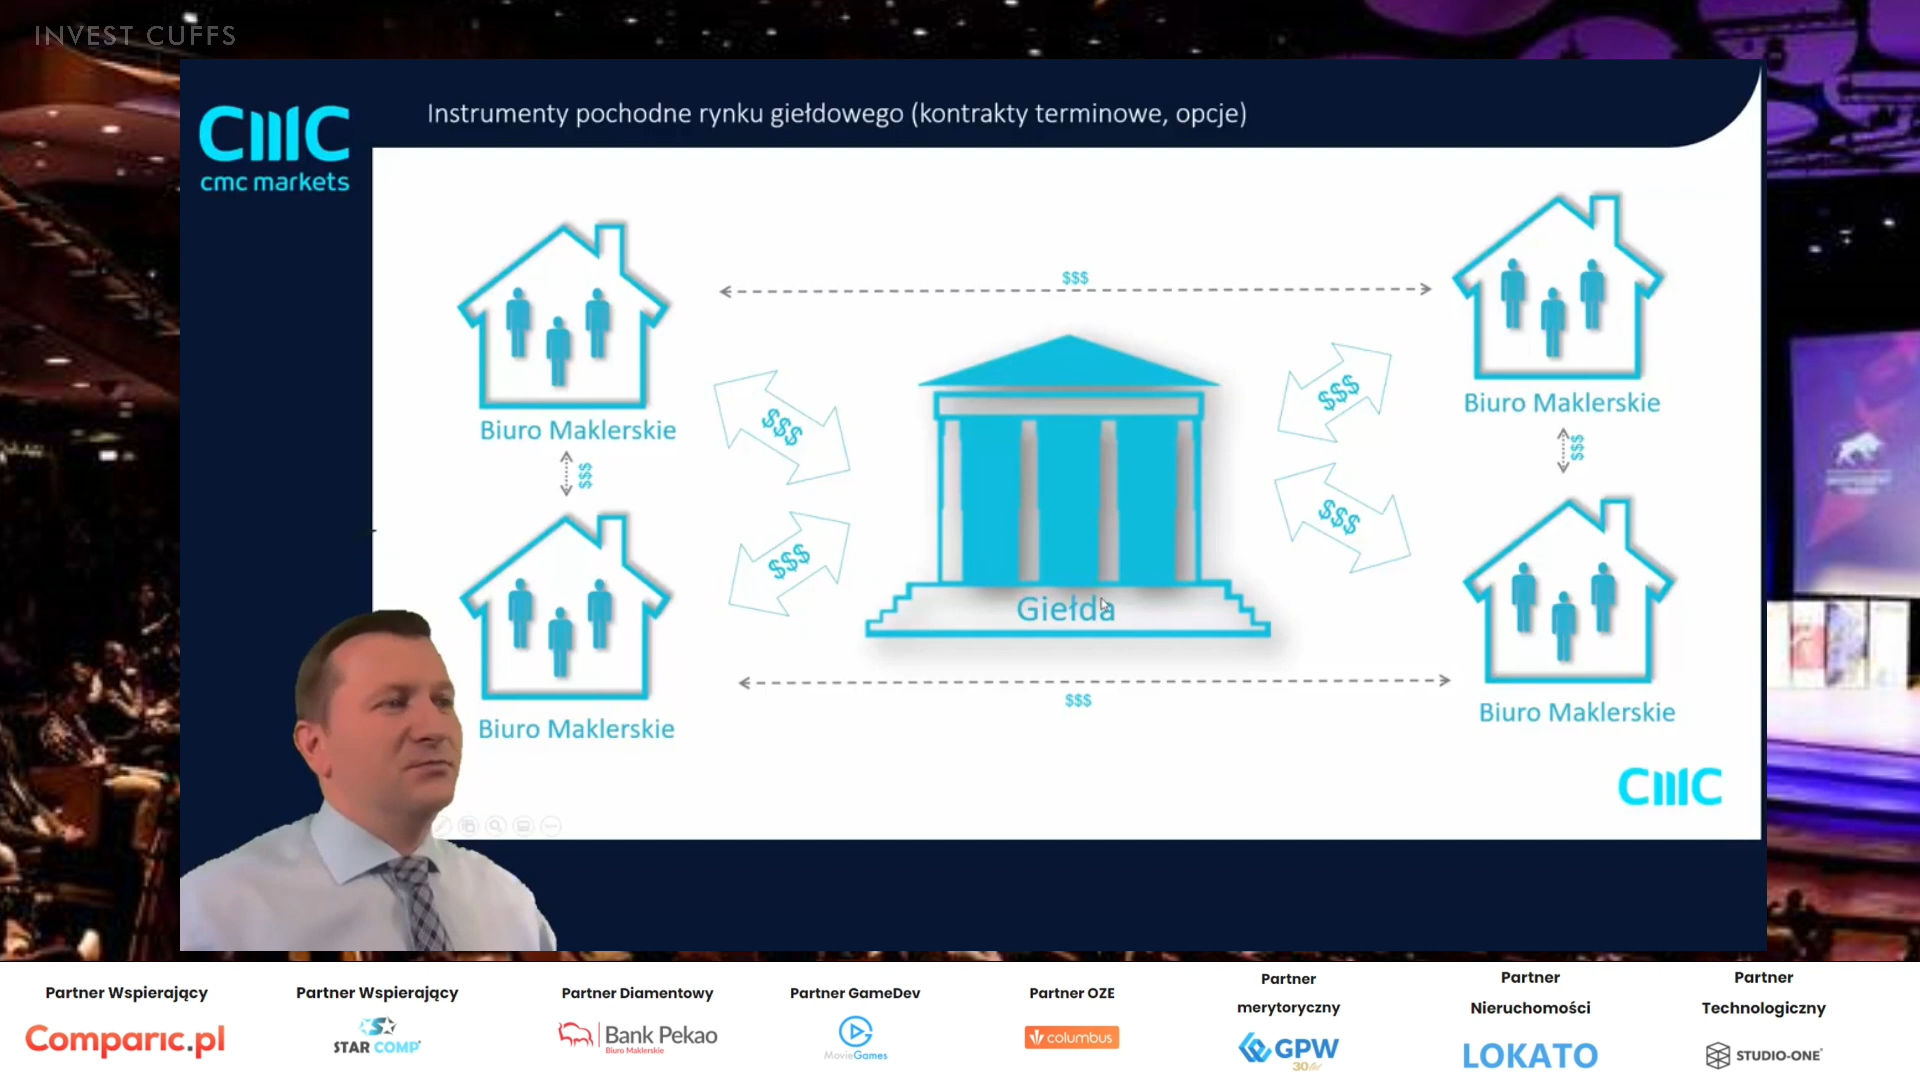 INVEST CUFFS
CMC
cmc markets
Instrumenty pochodne rynku giełdowego (kontrakty terminowe, opcje)
$$$
Biuro Maklerskie
Biuro Maklerskie
$$$
$$$
$$$
$$$
$$$
$$$
Giełda
$$$
Biuro Maklerskie
Biuro Maklerskie
CMC
Partner Wspierający
Comparic.pl
Partner Wspierający
STAR COMP
Partner Diamentowy
Bank Pekao
Biuro Maklerskie
Partner GameDev
MovieGames
Partner OZE
columbus
Partner
merytoryczny
GPW
30lat
Partner
Nieruchomości
LOKATO
Partner
Technologiczny
STUDIO-ONE